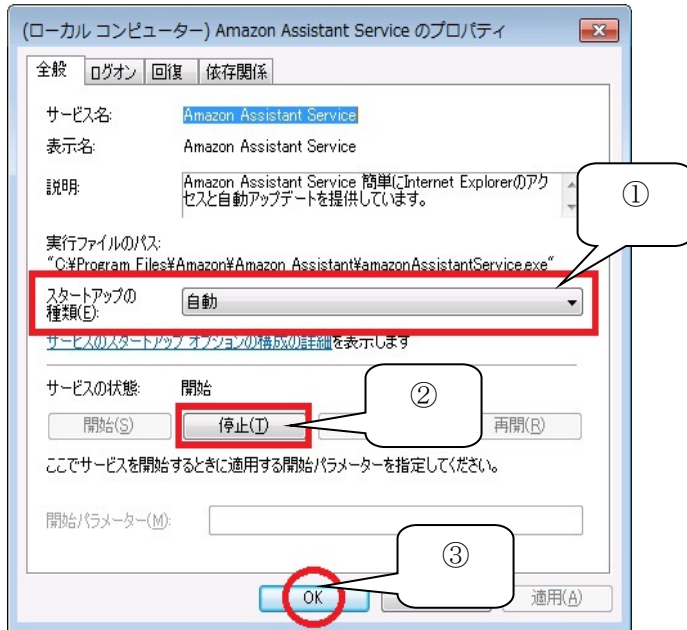 (ローカル コンピューター) Amazon Assistant Service のプロパティ
全般 ログオン 回復 依存関係
サービス名: Amazon Assistant Service
表示名: Amazon Assistant Service
説明: Amazon Assistant Service 簡単にInternet Explorerのアク
セスと自動アップデートを提供しています。
①
実行ファイルのパス:
"C:¥Program Files¥Amazon¥Amazon Assistant¥amazonAssistantService.exe"
スタートアップの
種類(E): 自動
サービスのスタートアップ オプションの構成の詳細を表示します
サービスの状態: 開始
②
開始(S) 停止(T) 再開(R)
ここでサービスを開始するときに適用する開始パラメーターを指定してください。
開始パラメーター(M):
③
OK 適用(A)